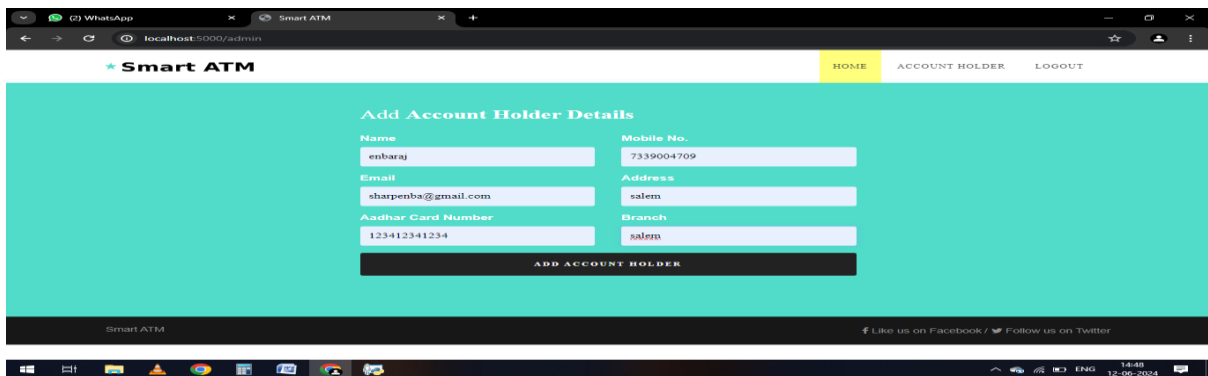 (2) WhatsApp
Smart ATM
localhost:5000/admin
Smart ATM
HOME ACCOUNT HOLDER LOGOUT
Add Account Holder Details
Name Mobile No.
enbaraj 7339004709
Email Address
sharpenba@gmail.com salem
Aadhar Card Number Branch
123412341234 salem
ADD ACCOUNT HOLDER
Smart ATM Like us on Facebook / Follow us on Twitter
ENG 14:48
12-06-2024